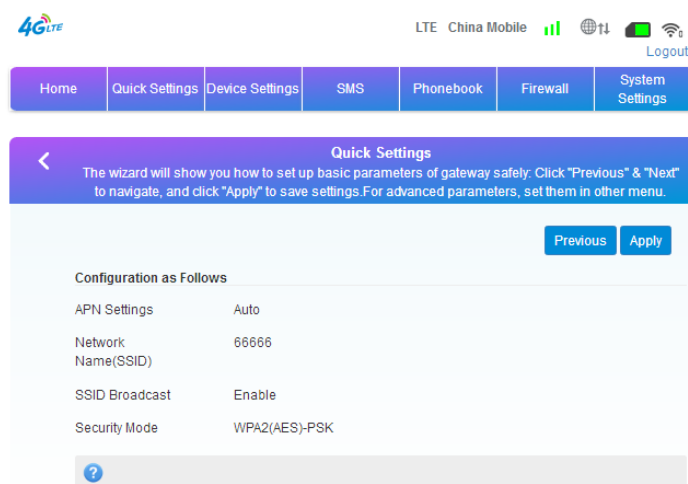 4G LTE
LTE China Mobile
Logout
Home Quick Settings Device Settings SMS Phonebook Firewall System Settings
Quick Settings
The wizard will show you how to set up basic parameters of gateway safely: Click "Previous" & "Next"
to navigate, and click "Apply" to save settings.For advanced parameters, set them in other menu.
Previous Apply
Configuration as Follows
APN Settings Auto
Network Name(SSID) 66666
SSID Broadcast Enable
Security Mode WPA2(AES)-PSK
?